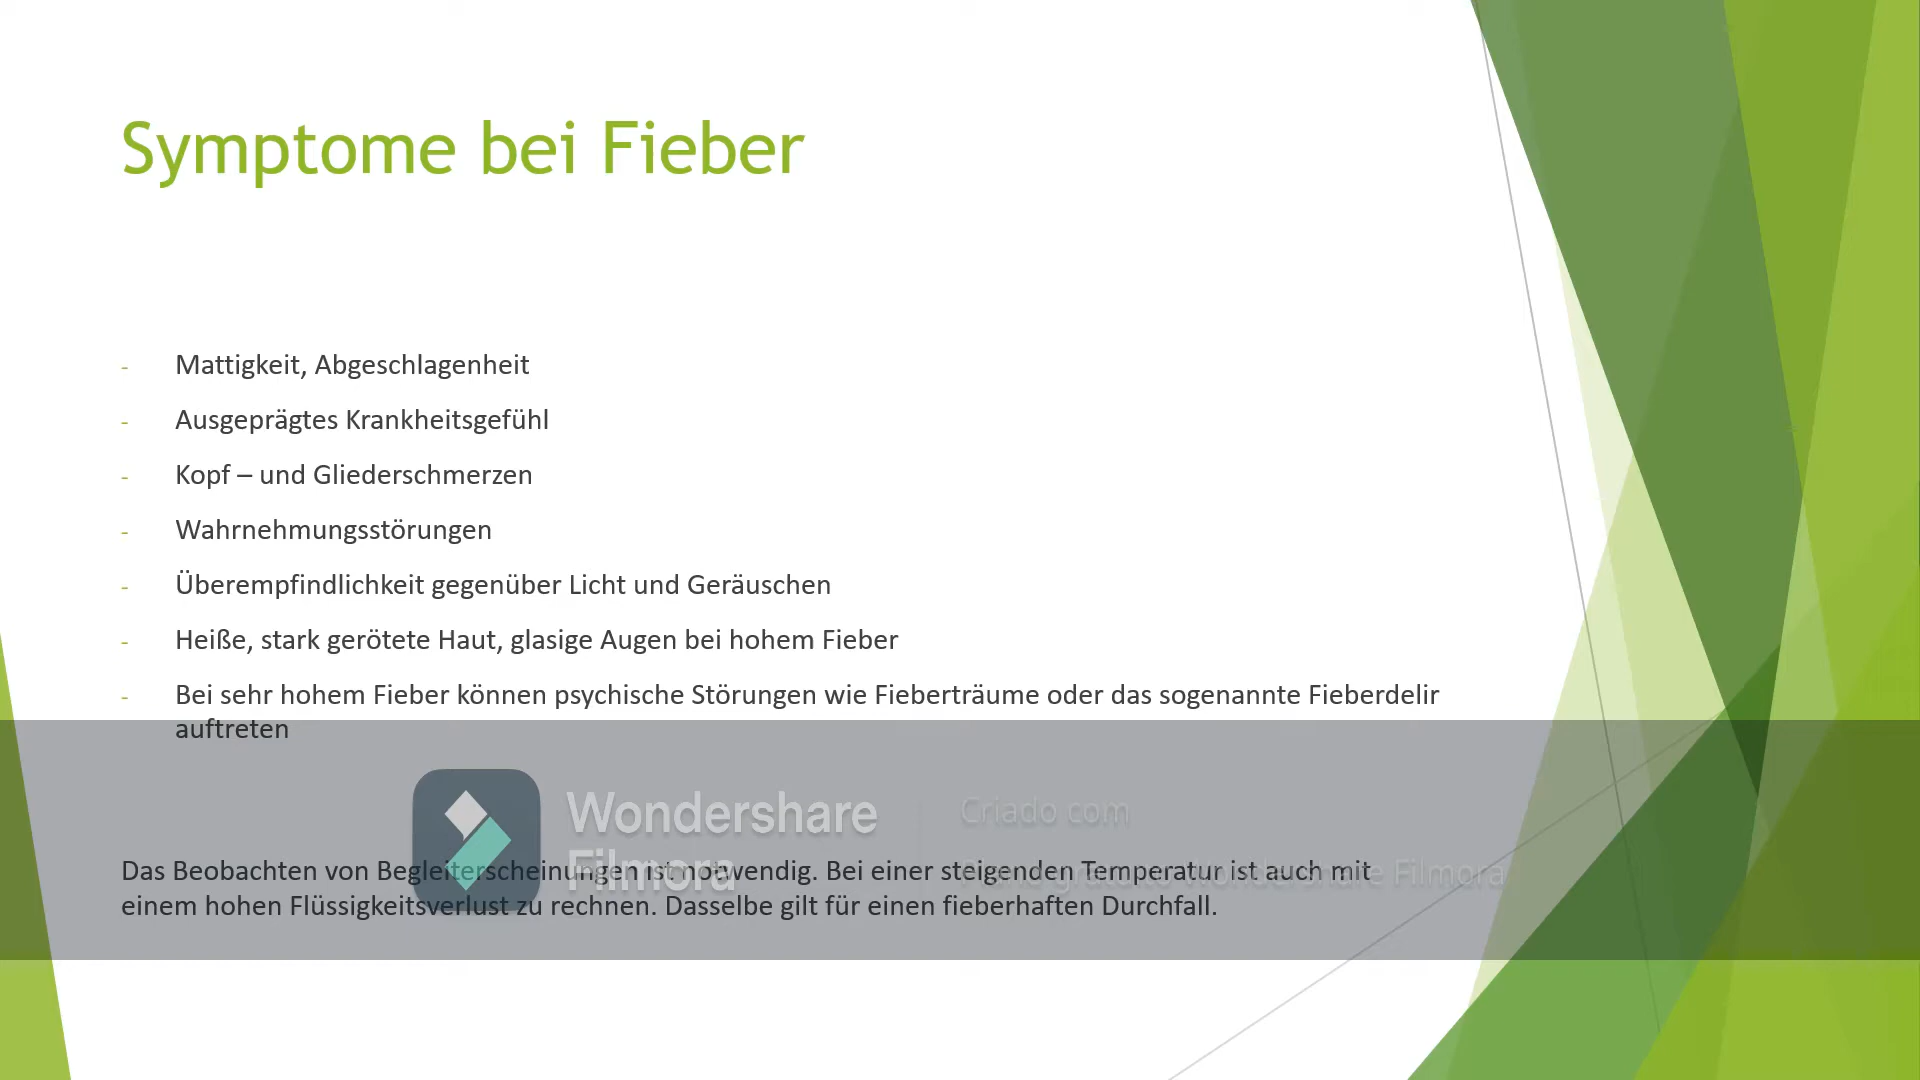 Symptome bei Fieber
- Mattigkeit, Abgeschlagenheit
- Ausgeprägtes Krankheitsgefühl
- Kopf – und Gliederschmerzen
- Wahrnehmungsstörungen
- Überempfindlichkeit gegenüber Licht und Geräuschen
- Heiße, stark gerötete Haut, glasige Augen bei hohem Fieber
- Bei sehr hohem Fieber können psychische Störungen wie Fieberträume oder das sogenannte Fieberdelir
auftreten
Wondershare
Filmora
Criado com
gratuito Wondershare Filmora
Das Beobachten von Begleiterscheinungen ist notwendig. Bei einer steigenden Temperatur ist auch mit
einem hohen Flüssigkeitsverlust zu rechnen. Dasselbe gilt für einen fieberhaften Durchfall.